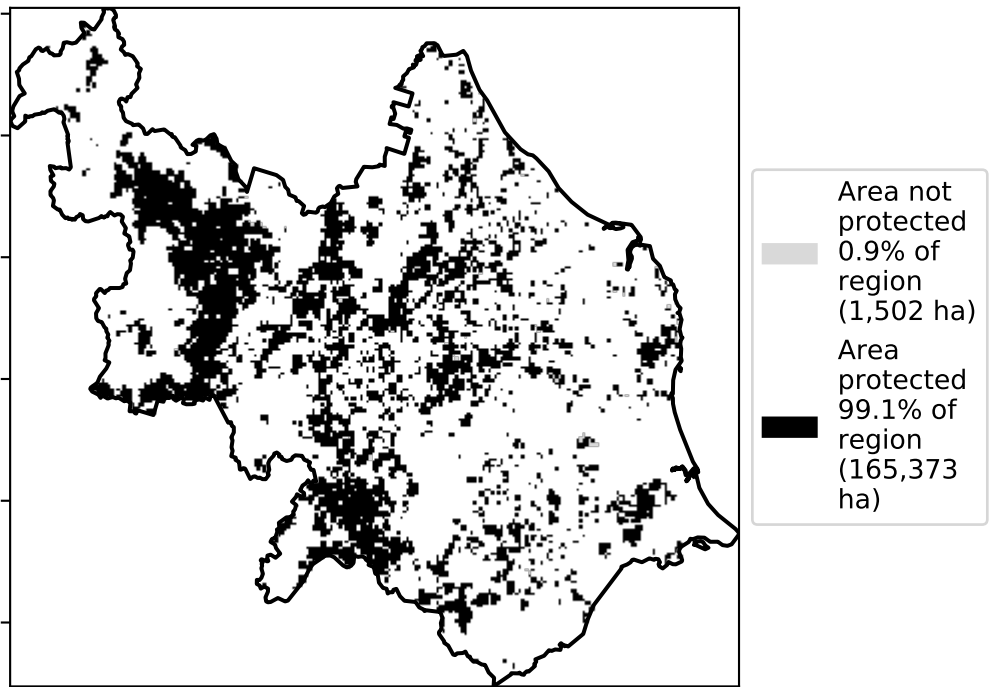 Area not
protected
0.9% of
region
(1,502 ha)
Area
protected
99.1% of
region
(165,373
ha)